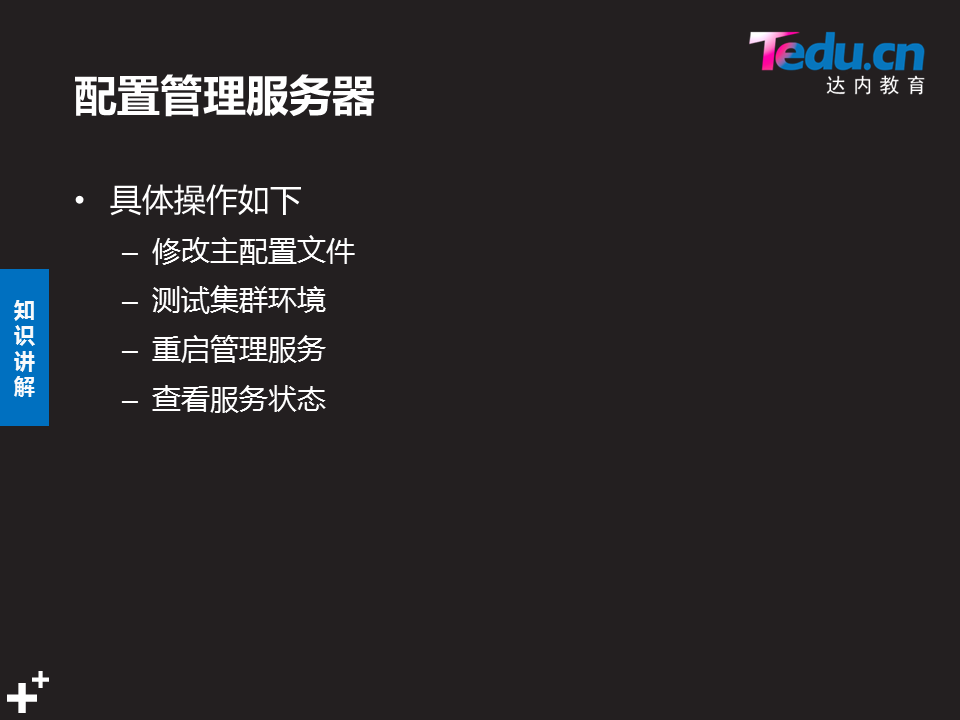 Tedu.cn
达内教育
配置管理服务器
• 具体操作如下
– 修改主配置文件
– 测试集群环境
– 重启管理服务
– 查看服务状态
知
识
讲
解